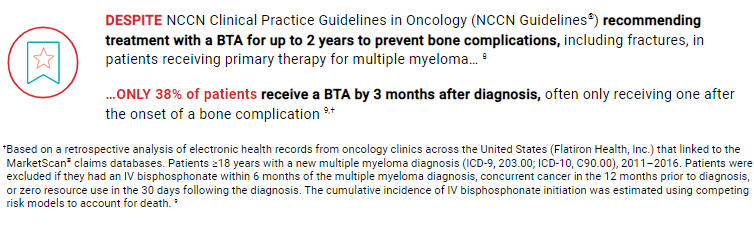 DESPITE NCCN Clinical Practice Guidelines in Oncology (NCCN Guidelines®) recommending
treatment with a BTA for up to 2 years to prevent bone complications, including fractures, in
patients receiving primary therapy for multiple myeloma... 8
...ONLY 38% of patients receive a BTA by 3 months after diagnosis, often only receiving one after
the onset of a bone complication 9,†
†Based on a retrospective analysis of electronic health records from oncology clinics across the United States (Flatiron Health, Inc.) that linked to the
MarketScan® claims databases. Patients ≥18 years with a new multiple myeloma diagnosis (ICD-9, 203.00; ICD-10, C90.00), 2011–2016. Patients were
excluded if they had an IV bisphosphonate within 6 months of the multiple myeloma diagnosis, concurrent cancer in the 12 months prior to diagnosis,
or zero resource use in the 30 days following the diagnosis. The cumulative incidence of IV bisphosphonate initiation was estimated using competing
risk models to account for death. 9